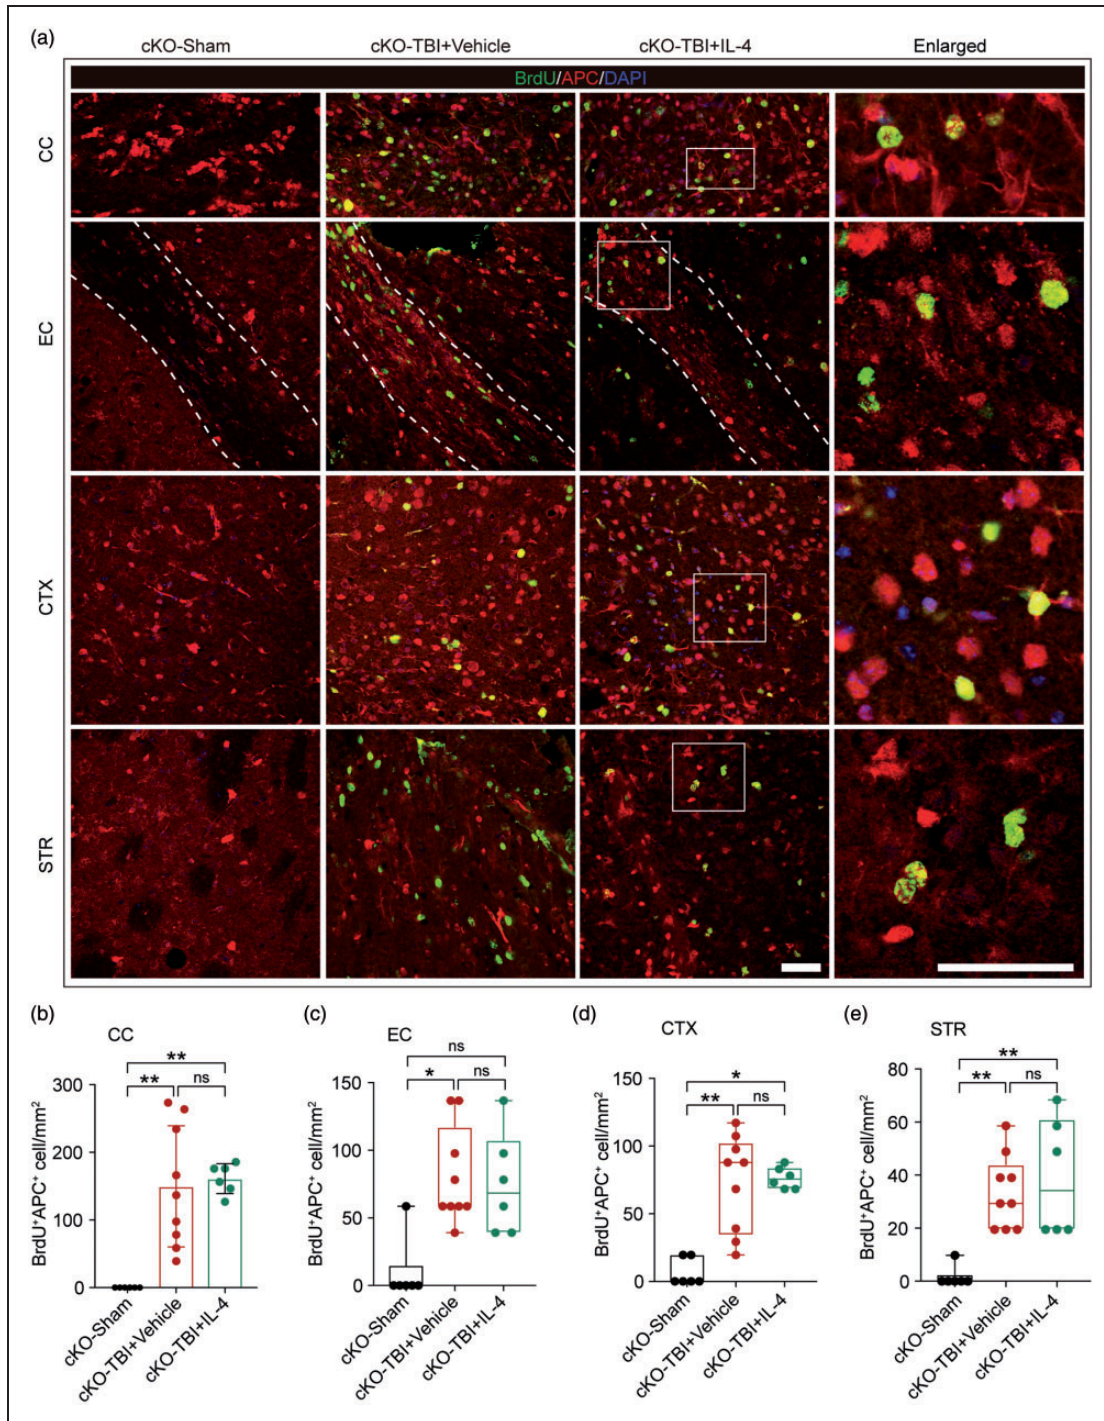 (a)
cKO-Sham cKO-TBI+Vehicle cKO-TBI+IL-4 Enlarged
BrdU/APC/DAPI
CC
EC
CTX
STR
(b) CC
** 
** ns
BrdU⁺APC⁺ cell/mm²
300
200
100
0
cKO-Sham
cKO-TBI+Vehicle
cKO-TBI+IL-4
(c) EC
ns
* ns
BrdU⁺APC⁺ cell/mm²
150
100
50
0
cKO-Sham
cKO-TBI+Vehicle
cKO-TBI+IL-4
(d) CTX
*
** ns
BrdU⁺APC⁺ cell/mm²
150
100
50
0
cKO-Sham
cKO-TBI+Vehicle
cKO-TBI+IL-4
(e) STR
**
** ns
BrdU⁺APC⁺ cell/mm²
80
60
40
20
0
cKO-Sham
cKO-TBI+Vehicle
cKO-TBI+IL-4